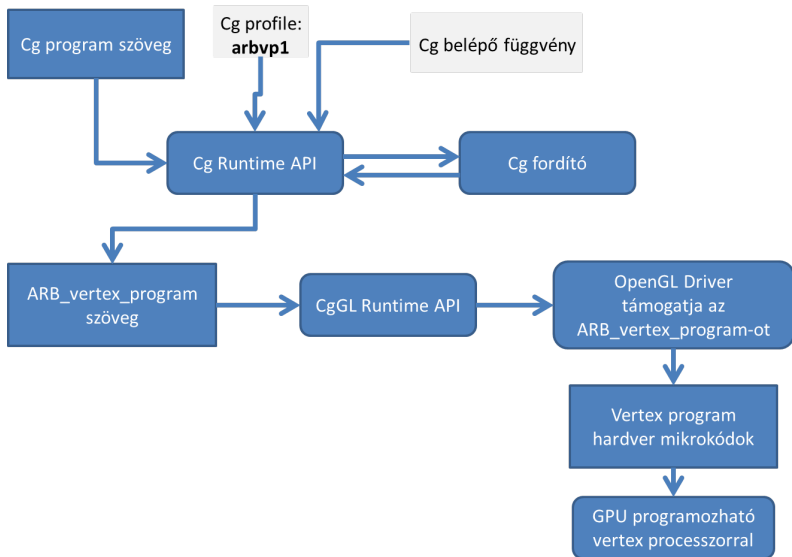 Cg program szöveg
Cg profile:
arbvp1
Cg belépő függvény
Cg Runtime API
Cg fordító
ARB_vertex_program
szöveg
CgGL Runtime API
OpenGL Driver
támogatja az
ARB_vertex_program-ot
Vertex program
hardver mikrokódok
GPU programozható
vertex processzorral